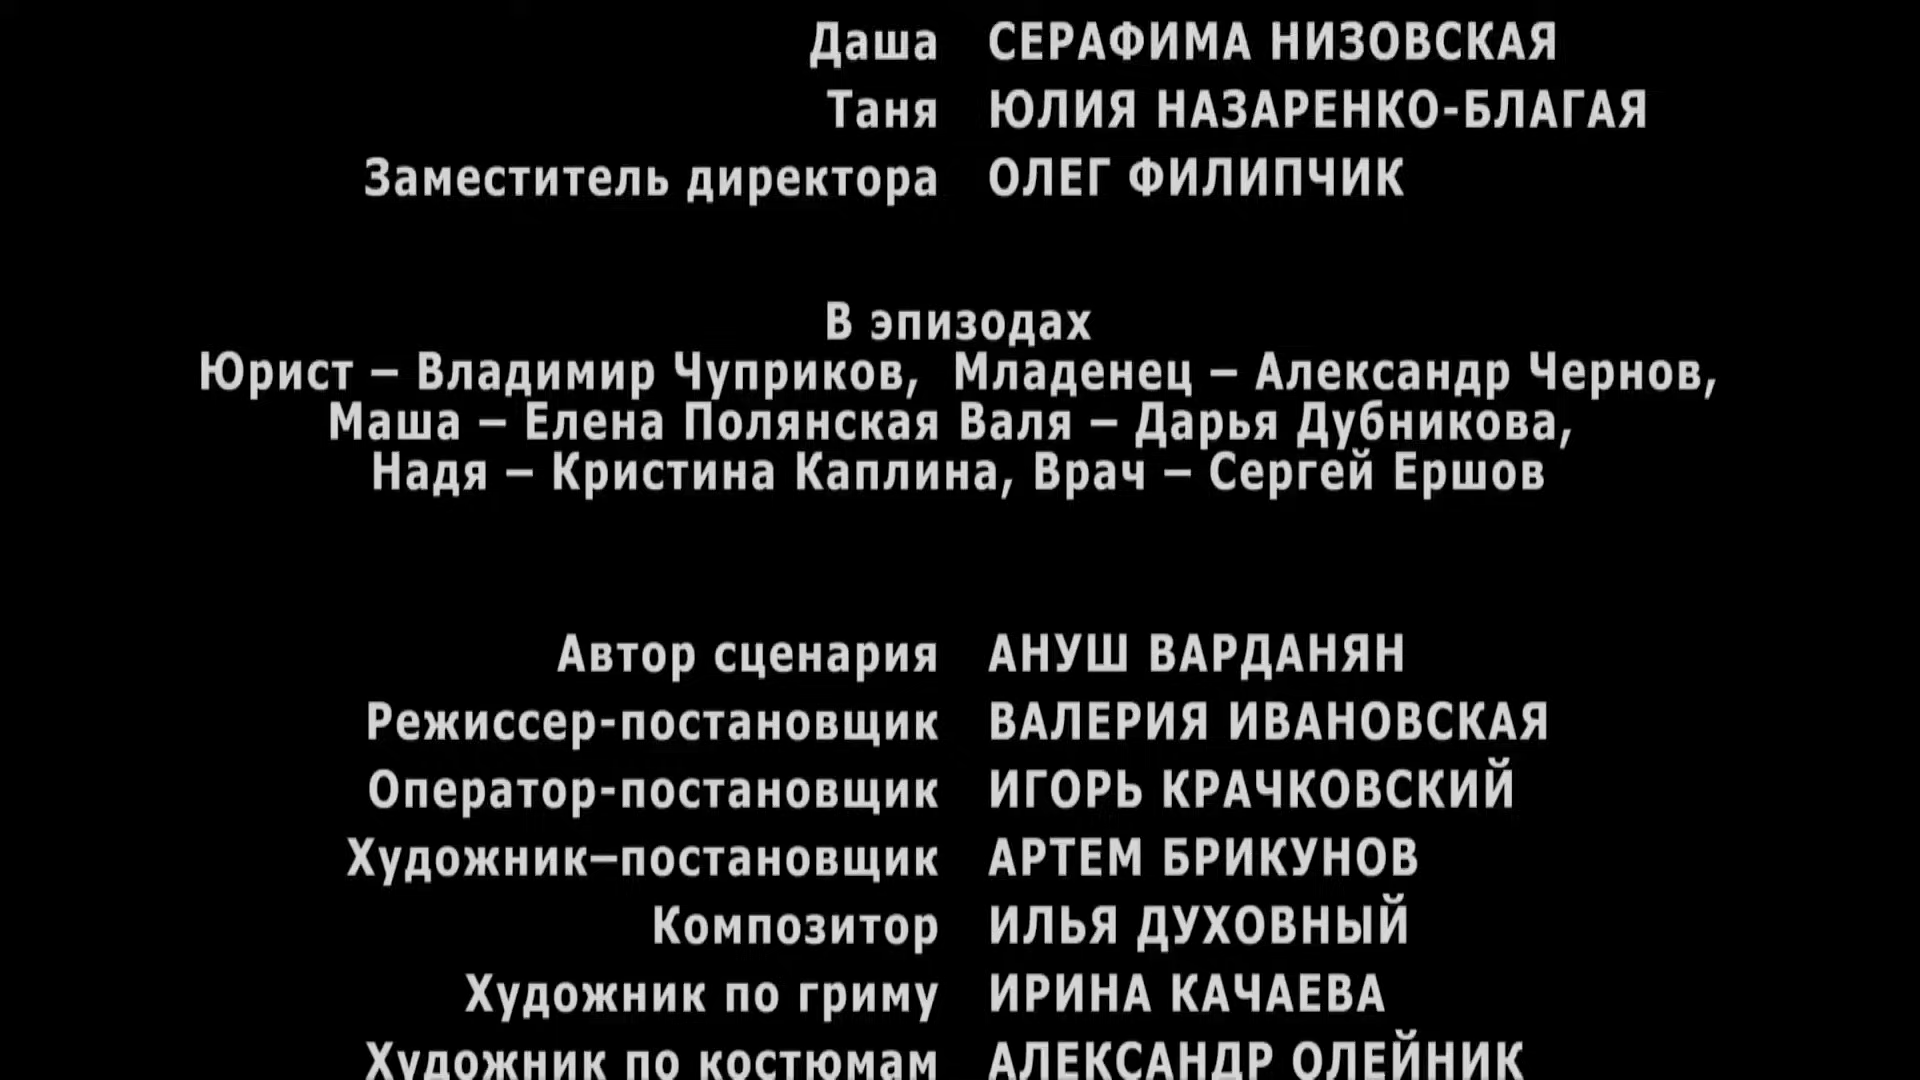 Даша СЕРАФИМА НИЗОВСКАЯ
Таня ЮЛИЯ НАЗАРЕНКО-БЛАГАЯ
Заместитель директора ОЛЕГ ФИЛИПЧИК
В эпизодах
Юрист – Владимир Чуприков, Младенец – Александр Чернов,
Маша – Елена Полянская Валя – Дарья Дубникова,
Надя – Кристина Каплина, Врач – Сергей Ершов
Автор сценария АНУШ ВАРДАНЯН
Режиссер-постановщик ВАЛЕРИЯ ИВАНОВСКАЯ
Оператор-постановщик ИГОРЬ КРАЧКОВСКИЙ
Художник–постановщик АРТЕМ БРИКУНОВ
Композитор ИЛЬЯ ДУХОВНЫЙ
Художник по гриму ИРИНА КАЧАЕВА
Художник по костюмам АЛЕКСАНДР ОЛЕЙНИК